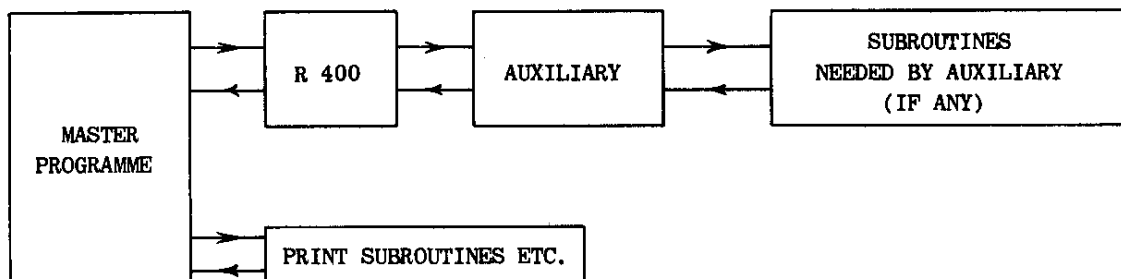 R 400
AUXILIARY
SUBROUTINES
NEEDED BY AUXILIARY
(IF ANY)
MASTER
PROGRAMME
PRINT SUBROUTINES ETC.